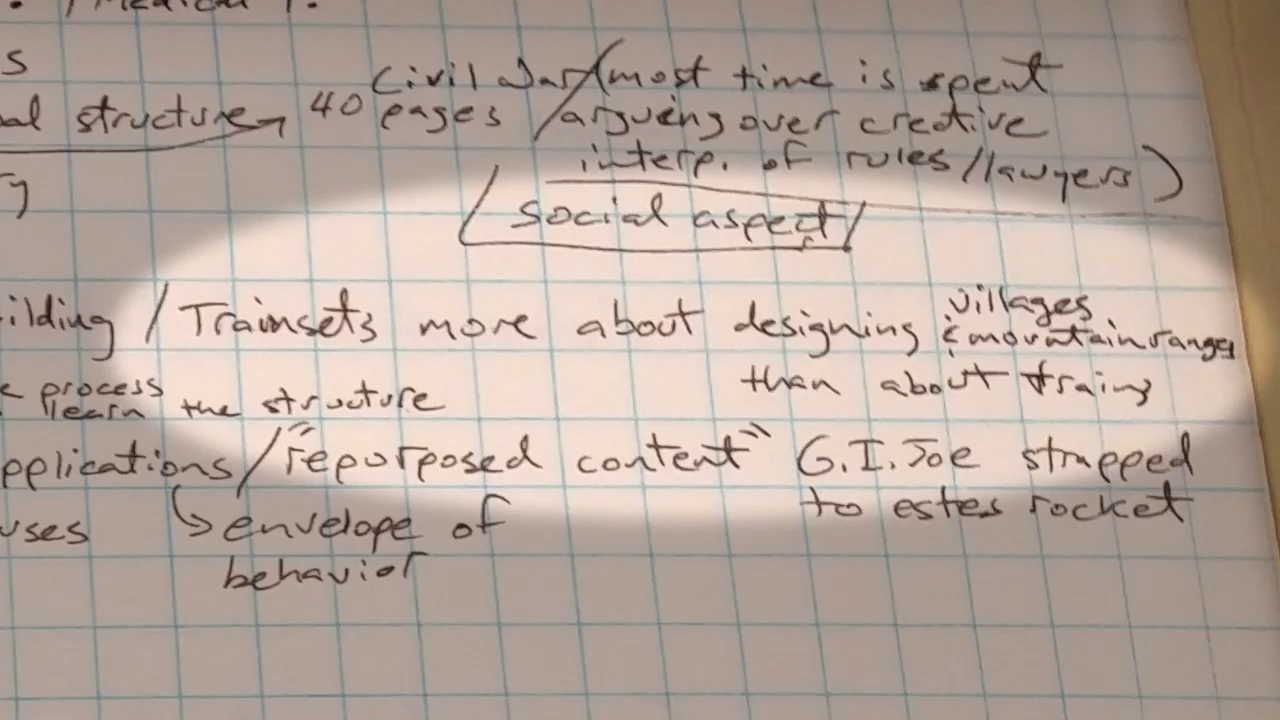 / Medical /.
s
Civil War/(most time is spent
al structure → 40 pages /arguing over creative
interp. of rules/lawyers)
ry
/ social aspect /
ilding / Trainsets more about designing villages
& mountain ranges
than about trains
process
learn the structure
pplications/"repurposed content" G.I. Joe strapped
to estes rocket
uses ↳ envelope of
behavior